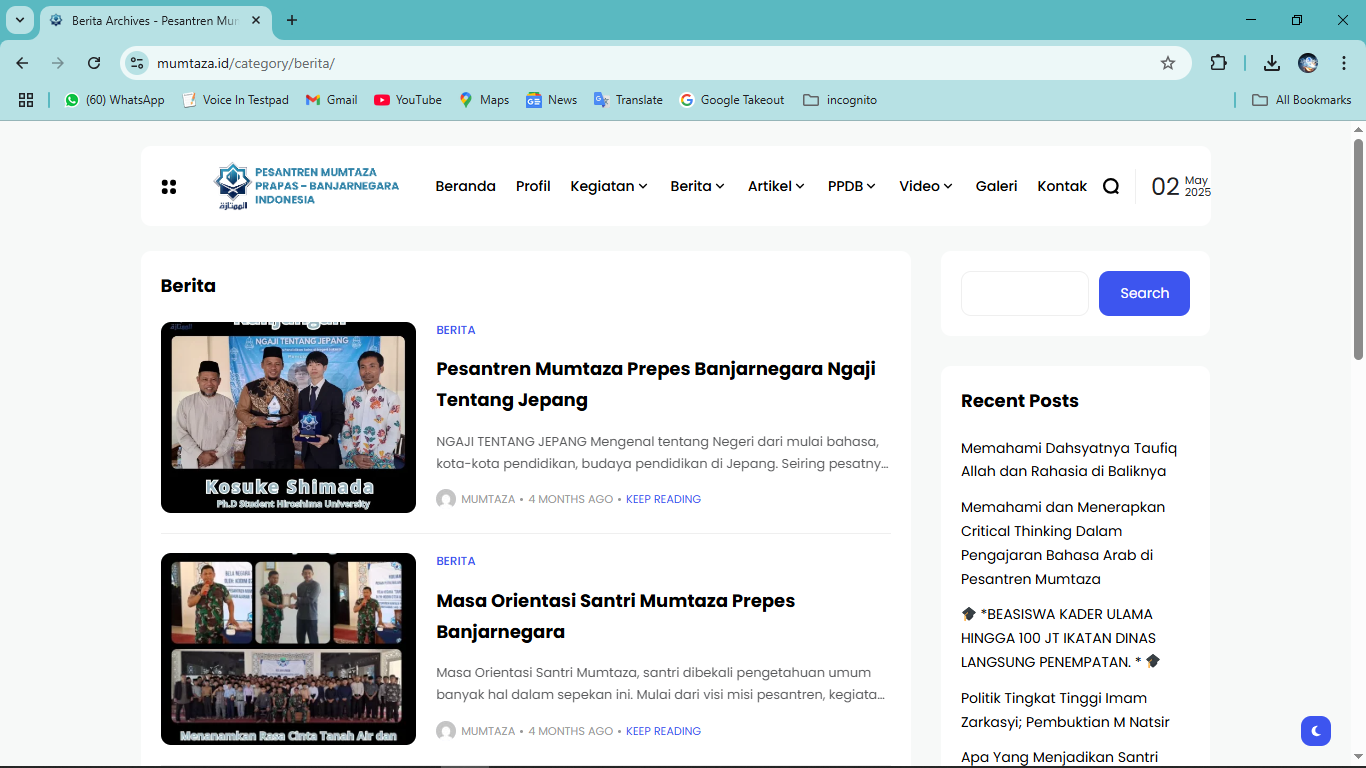 Berita Archives - Pesantren Mun
mumtaza.id/category/berita/
(60) WhatsApp
Voice In Testpad
Gmail
YouTube
Maps
News
Translate
Google Takeout
incognito
All Bookmarks
PESANTREN MUMTAZA
PRAPAS – BANJARNEGARA
INDONESIA
الممتازة
Beranda
Profil
Kegiatan
Berita
Artikel
PPDB
Video
Galeri
Kontak
02 May
2025
Berita
NGAJI TENTANG JEPANG
Kosuke Shimada
Ph.D Student Hiroshima University
BERITA
Pesantren Mumtaza Prepes Banjarnegara Ngaji
Tentang Jepang
NGAJI TENTANG JEPANG Mengenal tentang Negeri dari mulai bahasa,
kota-kota pendidikan, budaya pendidikan di Jepang. Seiring pesatny...
MUMTAZA • 4 MONTHS AGO • KEEP READING
Menanamkan Rasa Cinta Tanah Air dan
BERITA
Masa Orientasi Santri Mumtaza Prepes
Banjarnegara
Masa Orientasi Santri Mumtaza, santri dibekali pengetahuan umum
banyak hal dalam sepekan ini. Mulai dari visi misi pesantren, kegiata...
MUMTAZA • 4 MONTHS AGO • KEEP READING
Search
Recent Posts
Memahami Dahsyatnya Taufiq
Allah dan Rahasia di Baliknya
Memahami dan Menerapkan
Critical Thinking Dalam
Pengajaran Bahasa Arab di
Pesantren Mumtaza
🎓 *BEASISWA KADER ULAMA
HINGGA 100 JT IKATAN DINAS
LANGSUNG PENEMPATAN. * 🎓
Politik Tingkat Tinggi Imam
Zarkasyi; Pembuktian M Natsir
Apa Yang Menjadikan Santri